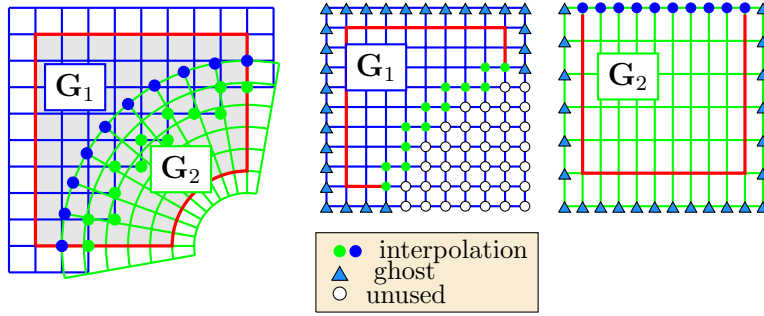 G₁
G₂
G₁
G₂
interpolation
ghost
unused